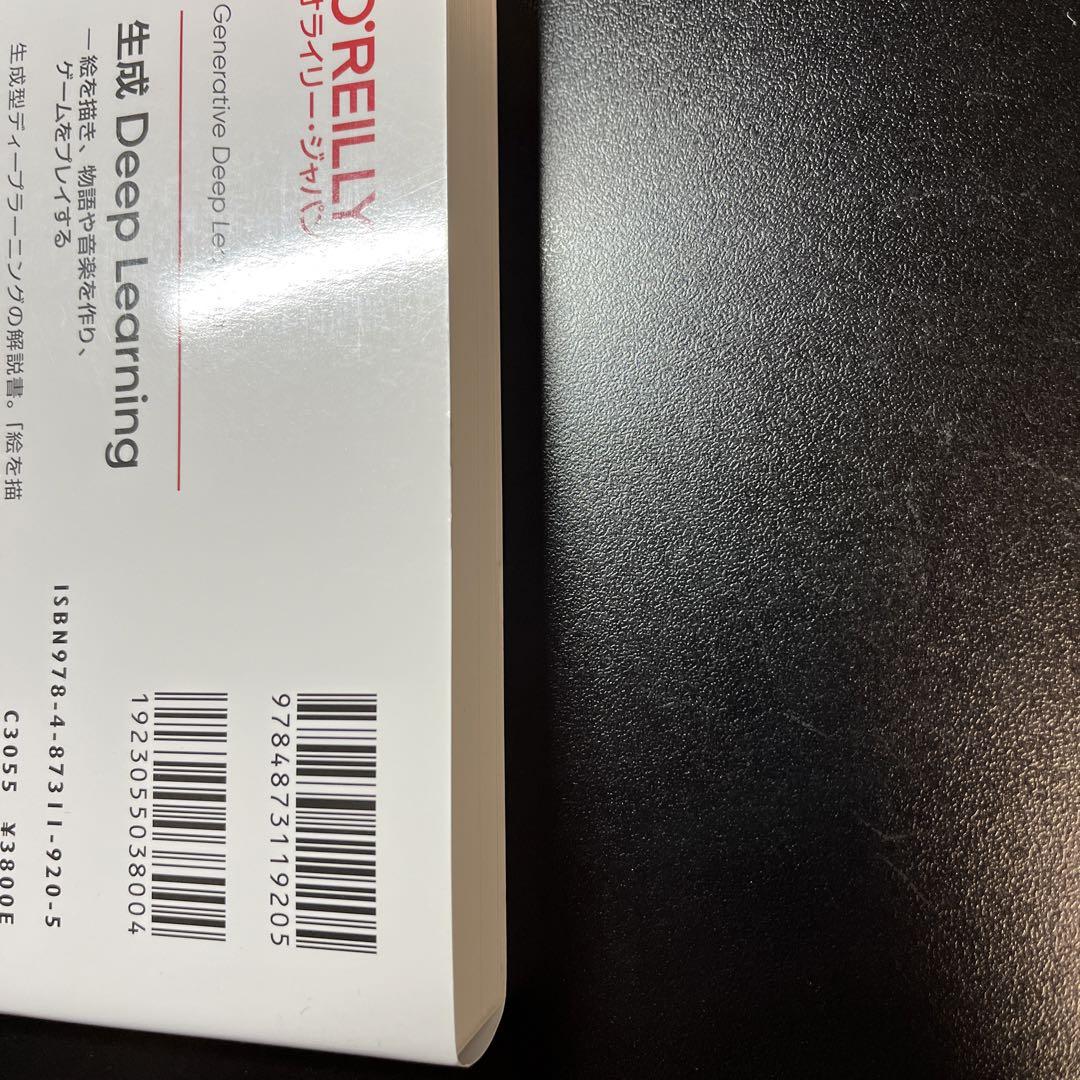 O'REILLY
オライリー・ジャパン
Generative Deep
生成 Deep Learning
―絵を描き、物語や音楽を作り、
ゲームをプレイする
生成型ディープラーニングの解説書。「絵を描
9784873119205
1923055038004
ISBN978-4-87311-920-5
C3055 ¥3800E